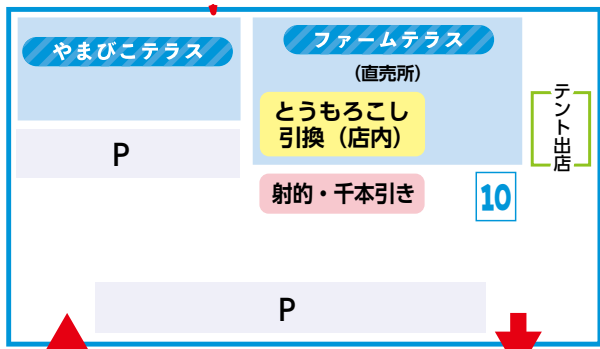 やまびこテラス
ファームテラス
（直売所）
とうもろこし
引換（店内）
テント出店
P
射的・千本引き
10
P